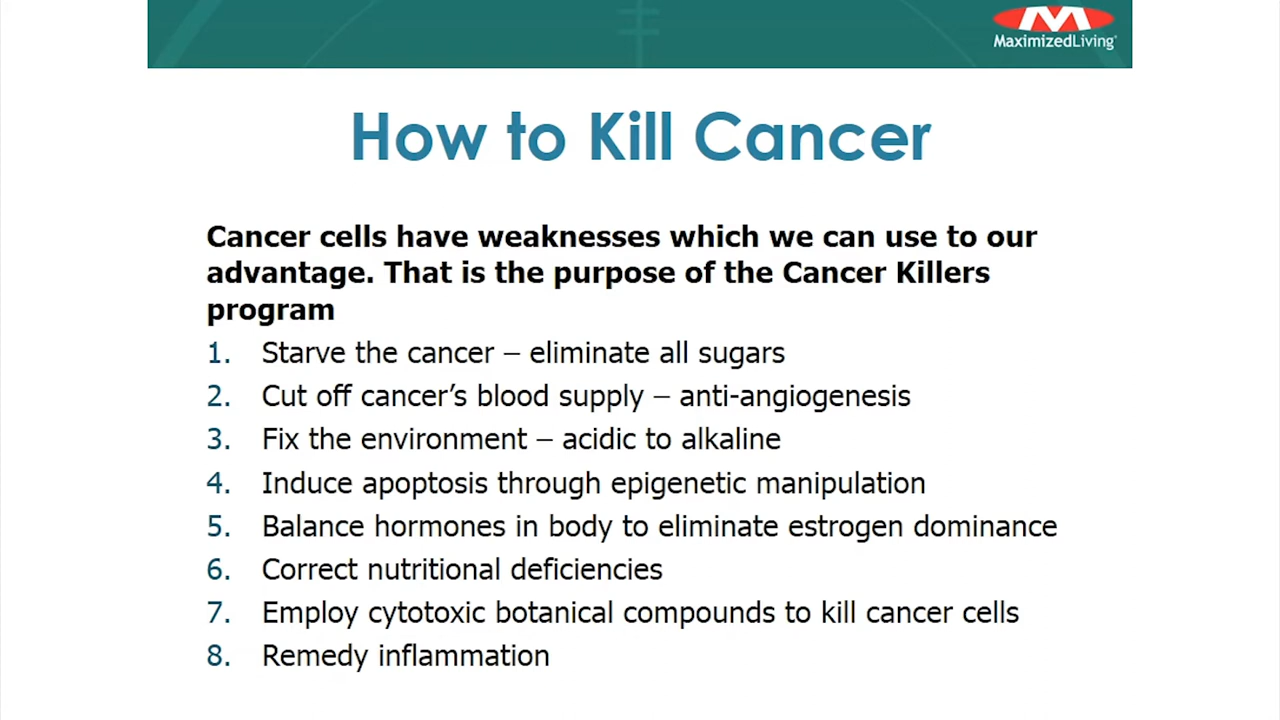 MaximizedLiving®
How to Kill Cancer
Cancer cells have weaknesses which we can use to our
advantage. That is the purpose of the Cancer Killers
program
1. Starve the cancer – eliminate all sugars
2. Cut off cancer’s blood supply – anti-angiogenesis
3. Fix the environment – acidic to alkaline
4. Induce apoptosis through epigenetic manipulation
5. Balance hormones in body to eliminate estrogen dominance
6. Correct nutritional deficiencies
7. Employ cytotoxic botanical compounds to kill cancer cells
8. Remedy inflammation